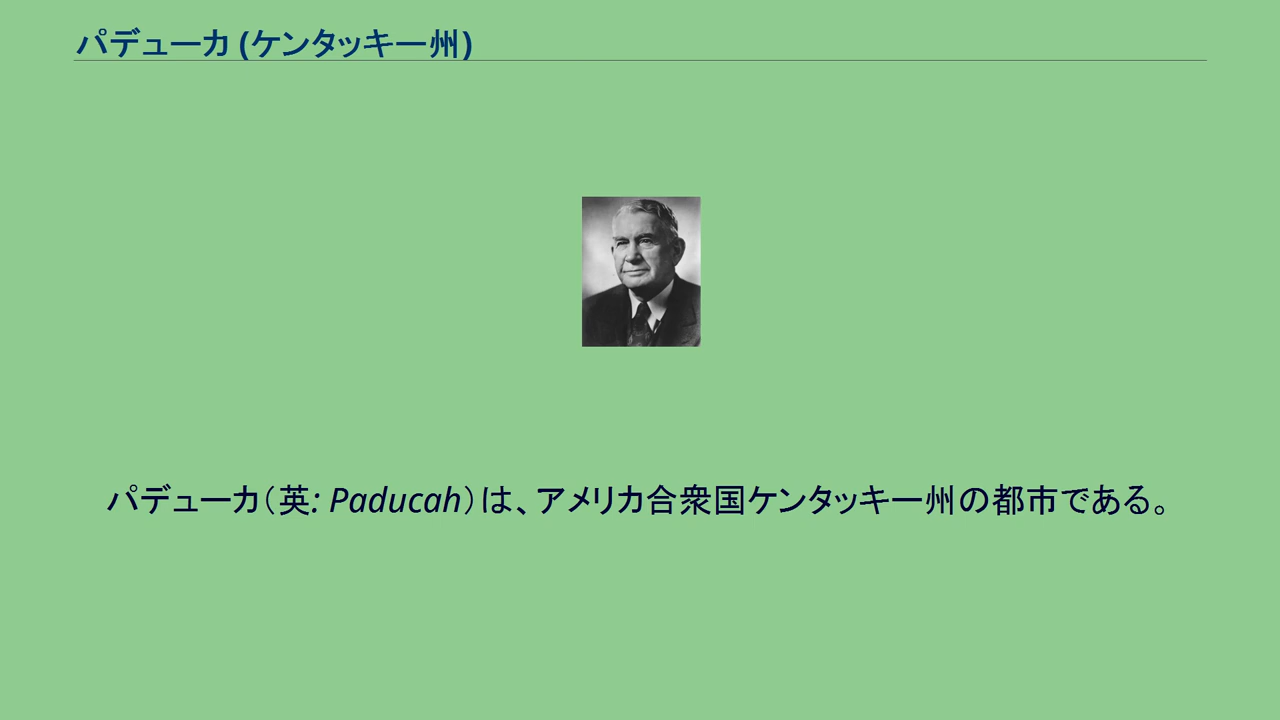 パデューカ (ケンタッキー州)
パデューカ（英: Paducah）は、アメリカ合衆国ケンタッキー州の都市である。